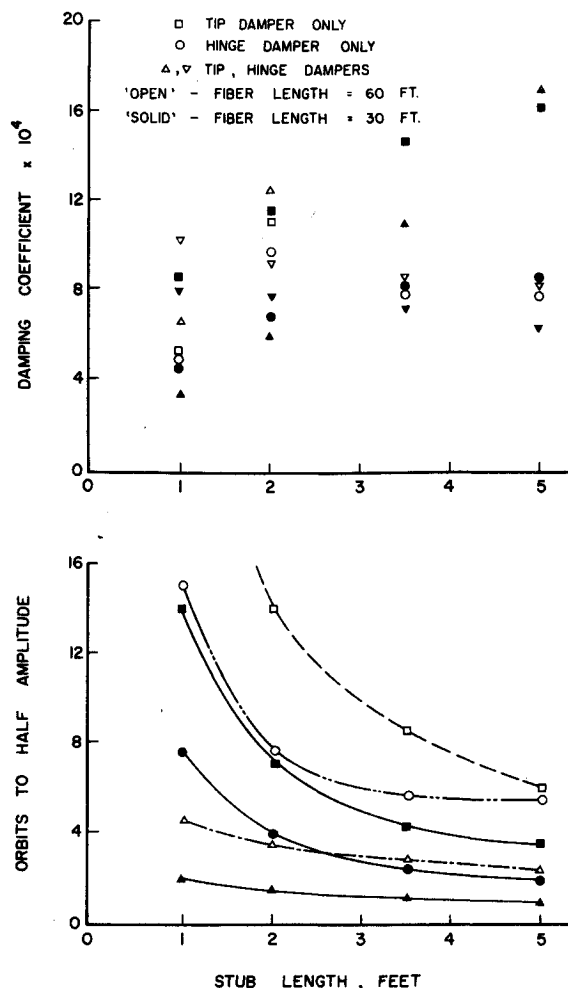 20
16
12
8
4
0
DAMPING COEFFICIENT × 10⁴
□ TIP DAMPER ONLY
○ HINGE DAMPER ONLY
△,▽ TIP, HINGE DAMPERS
'OPEN' - FIBER LENGTH = 60 FT.
'SOLID' - FIBER LENGTH = 30 FT.
0 1 2 3 4 5
16
12
8
4
0
ORBITS TO HALF AMPLITUDE
0 1 2 3 4 5
STUB LENGTH, FEET